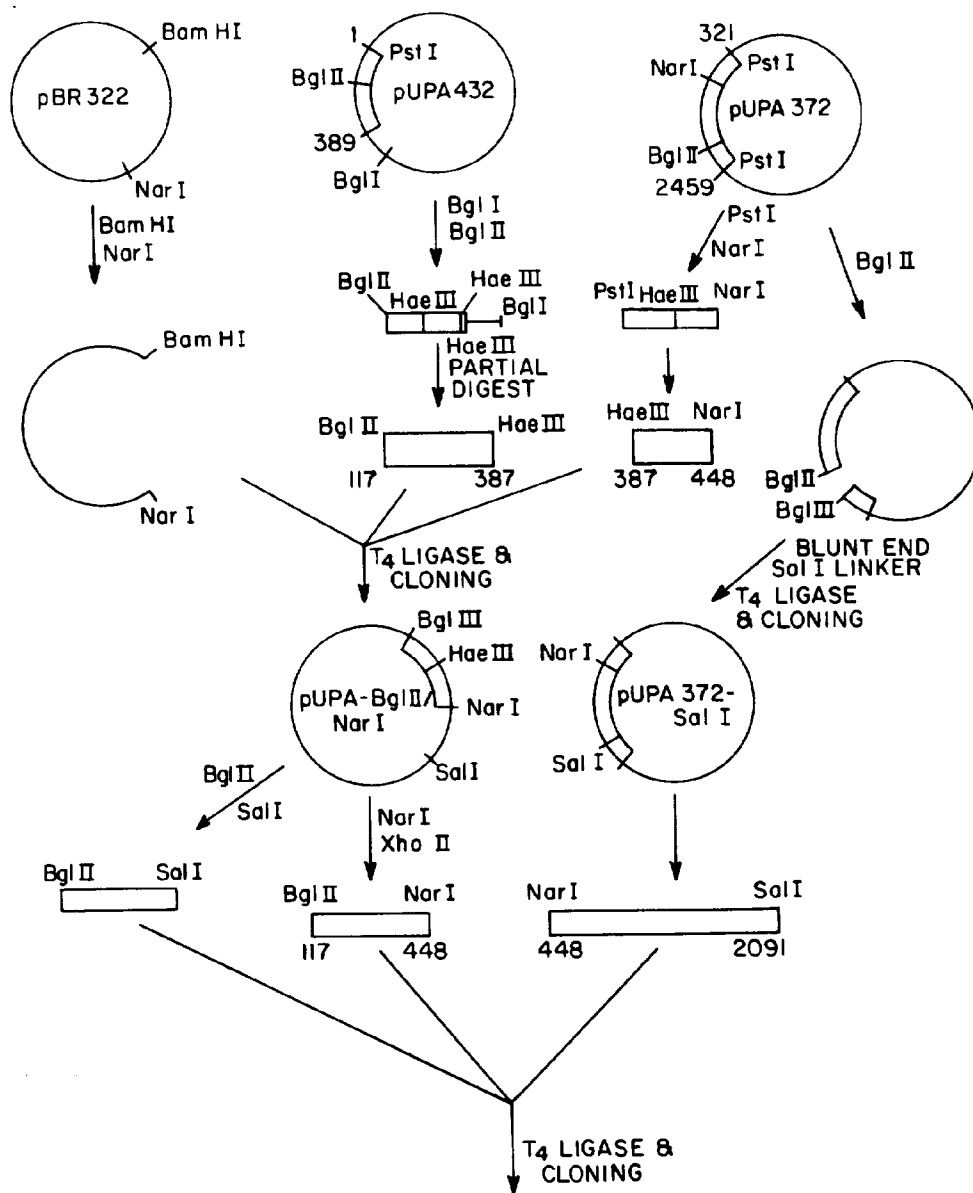 Bam HI
pBR 322
Nar I
Bam HI
Nar I
1
Pst I
Bgl II
pUPA 432
389
Bgl I
Bgl I
Bgl II
321
Nar I
Pst I
pUPA 372
Bgl II
Pst I
2459
Pst I
Nar I
Bgl II
Bgl II
Hae III
Hae III
Bgl I
Hae III
PARTIAL
DIGEST
Pst I
Hae III
Nar I
Bam HI
Nar I
Bgl II
Hae III
117
387
Hae III
Nar I
387
448
Bgl II
Bgl III
T4 LIGASE &
CLONING
BLUNT END
Sal I LINKER
T4 LIGASE
& CLONING
Bgl III
Hae III
pUPA-Bgl II/
Nar I
Nar I
Sal I
Nar I
pUPA 372-
Sal I
Sal I
Bgl II
Sal I
Nar I
Xho II
Bgl II
Sal I
Bgl II
Nar I
117
448
Nar I
Sal I
448
2091
T4 LIGASE &
CLONING